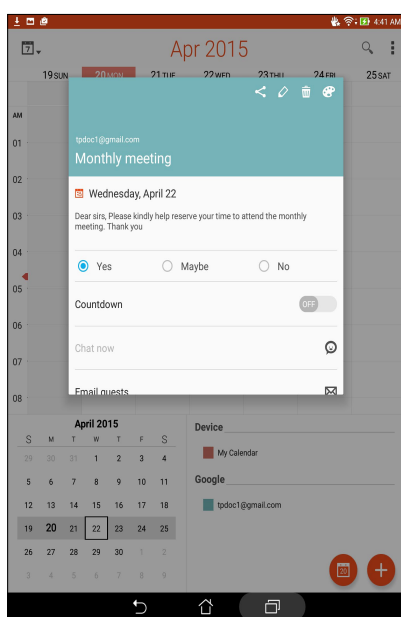 4:41 AM
7
Apr 2015
19 SUN 20 MON 21 TUE 22 WED 23 THU 24 FRI 25 SAT
AM
01
02
03
04
05
06
07
08
tpdoc1@gmail.com
Monthly meeting
Wednesday, April 22
Dear sirs, Please kindly help reserve your time to attend the monthly
meeting. Thank you
Yes Maybe No
Countdown OFF
Chat now
Email guests
April 2015
S M T W T F S
29 30 31 1 2 3 4
5 6 7 8 9 10 11
12 13 14 15 16 17 18
19 20 21 22 23 24 25
26 27 28 29 30 1 2
3 4 5 6 7 8 9
Device
My Calendar
Google
tpdoc1@gmail.com
20